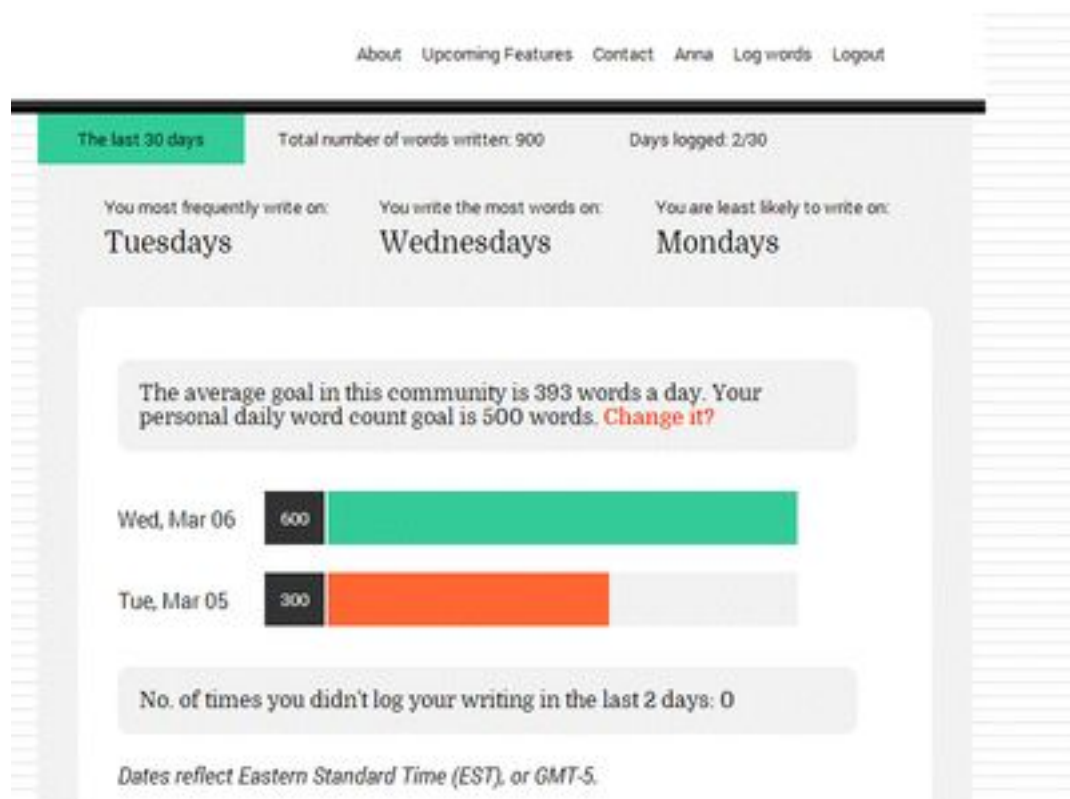 About Upcoming Features Contact Anna Log words Logout
The last 30 days Total number of words written: 900 Days logged: 2/30
You most frequently write on: You write the most words on: You are least likely to write on:
Tuesdays Wednesdays Mondays
The average goal in this community is 393 words a day. Your
personal daily word count goal is 500 words. Change it?
Wed, Mar 06 600
Tue, Mar 05 300
No. of times you didn't log your writing in the last 2 days: 0
Dates reflect Eastern Standard Time (EST), or GMT-5.